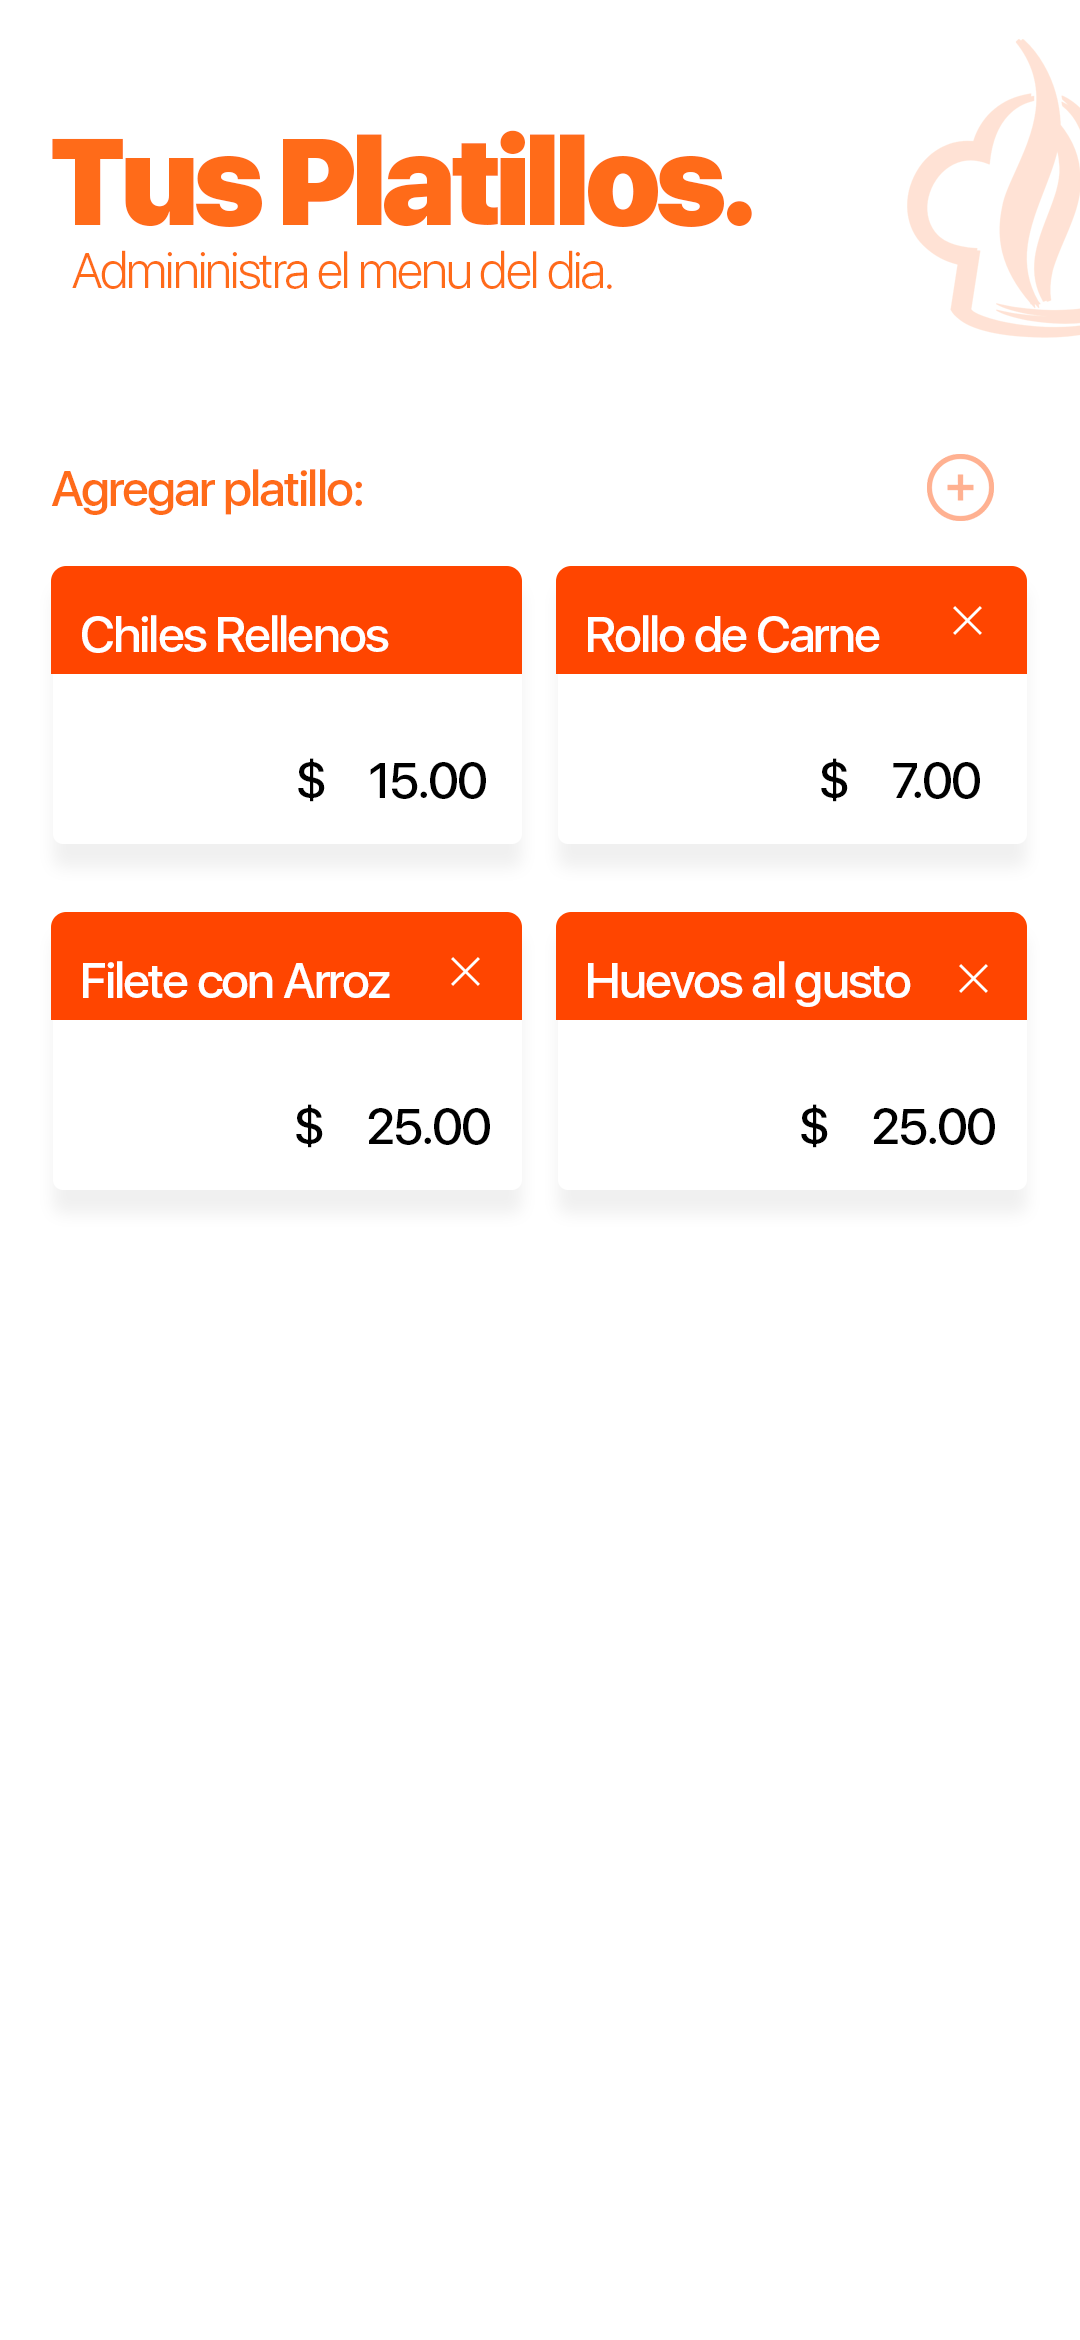 Tus Platillos.
Admininistra el menu del dia.
Agregar platillo:
Chiles Rellenos
$ 15.00
Rollo de Carne
$ 7.00
Filete con Arroz
$ 25.00
Huevos al gusto
$ 25.00